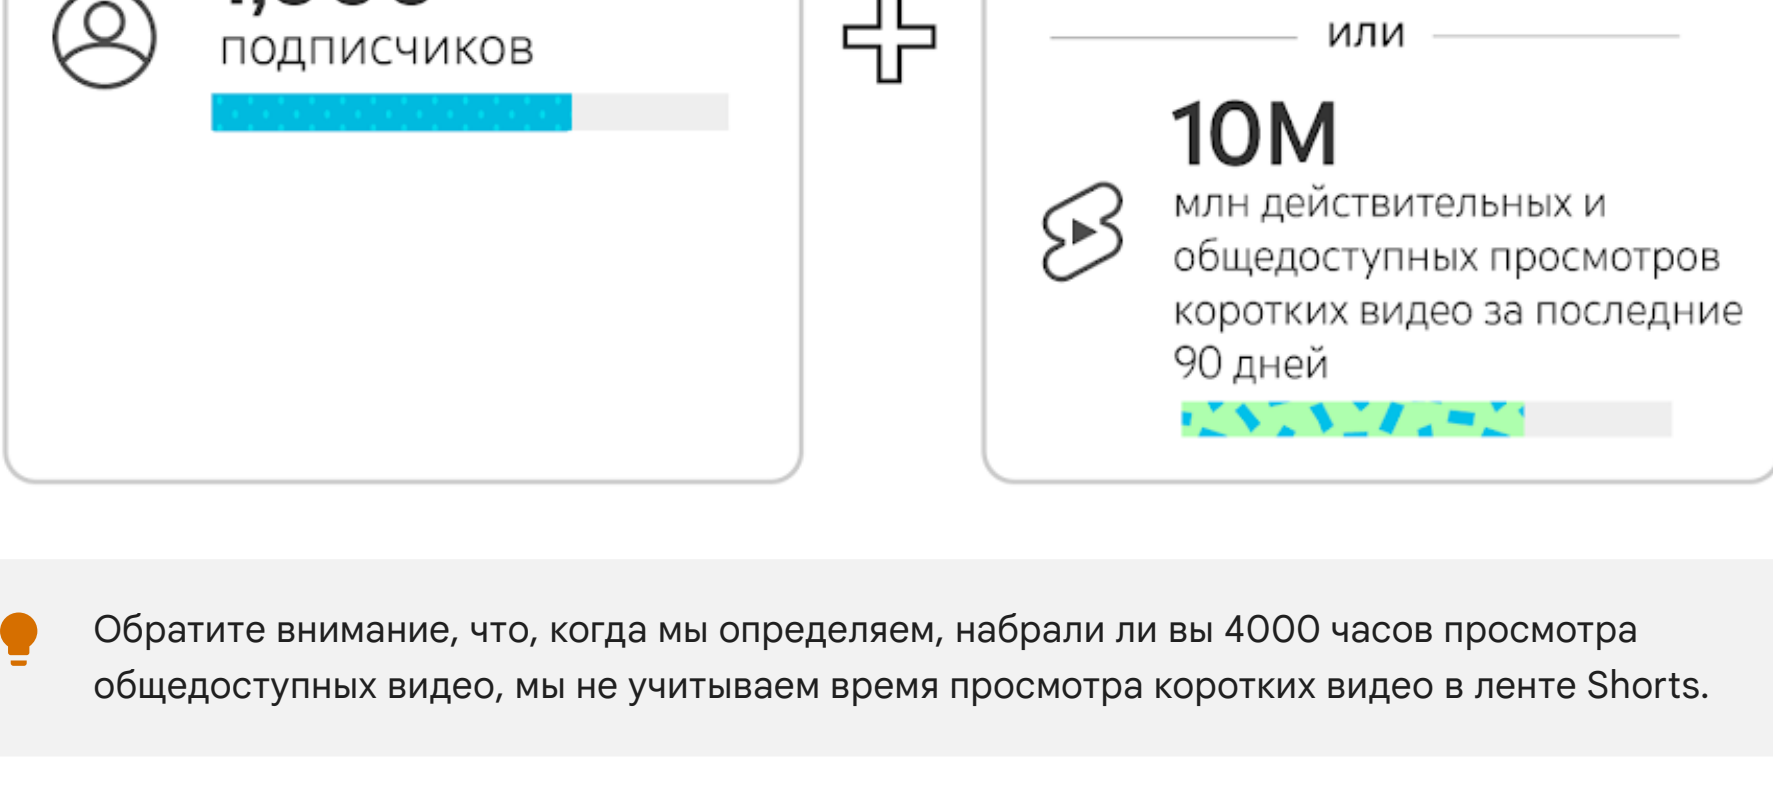 подписчиков
или
10M
млн действительных и
общедоступных просмотров
коротких видео за последние
90 дней
Обратите внимание, что, когда мы определяем, набрали ли вы 4000 часов просмотра
общедоступных видео, мы не учитываем время просмотра коротких видео в ленте Shorts.